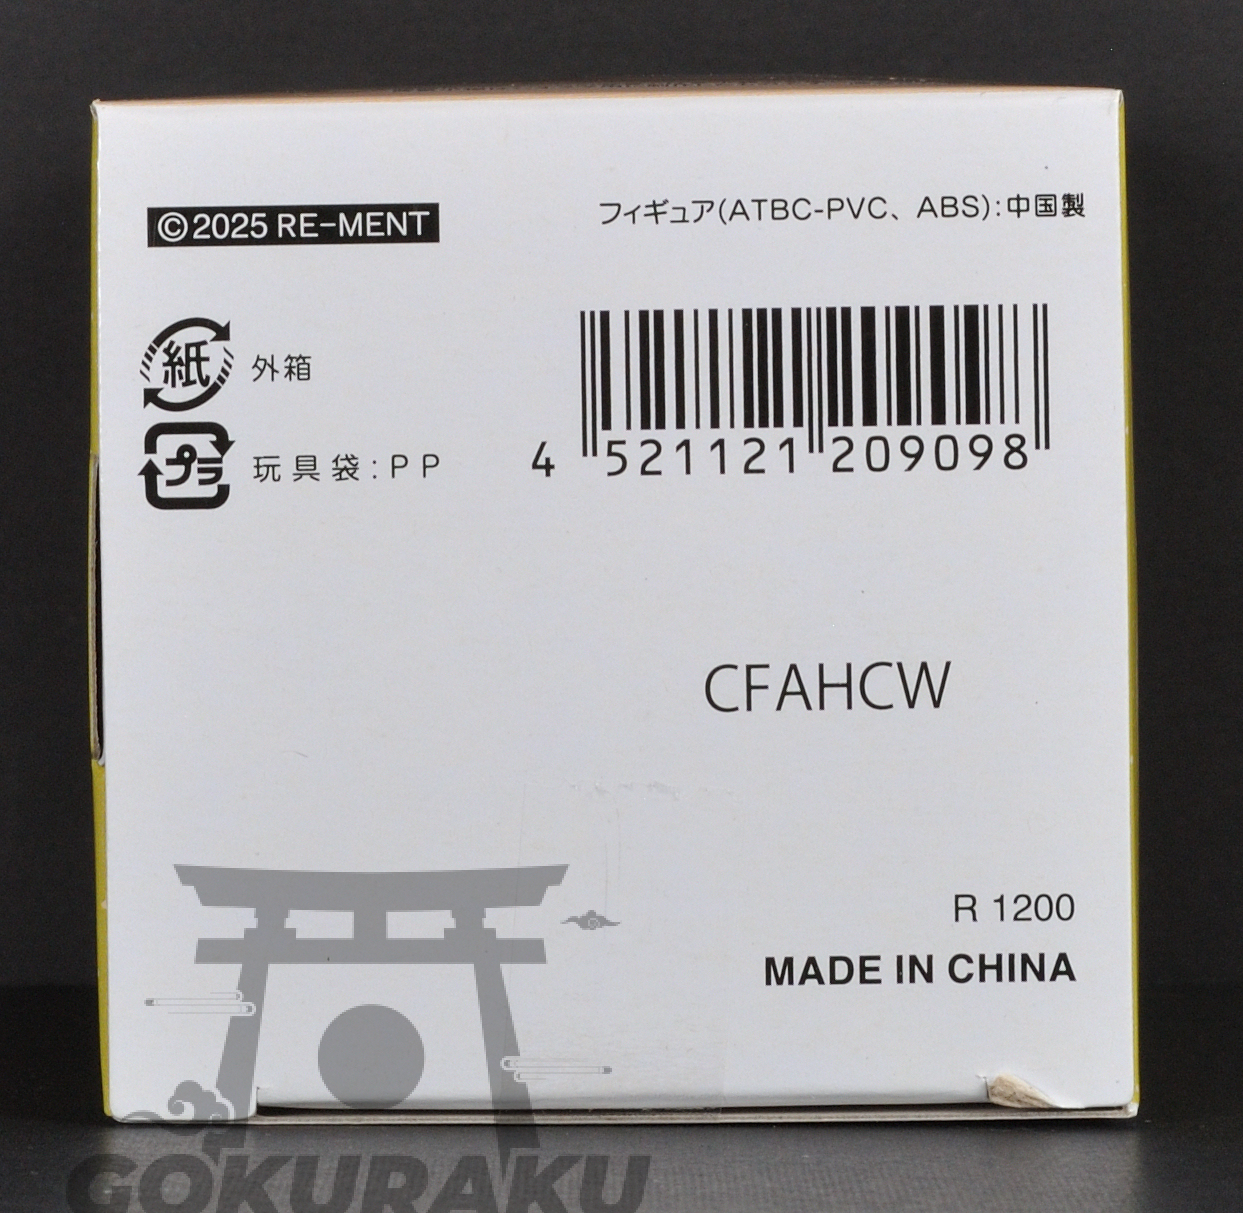 ©2025 RE-MENT
フィギュア(ATBC-PVC、ABS):中国製
紙 外箱
プラ 玩具袋:PP
4 521121 209098
CFAHCW
R 1200
MADE IN CHINA
GOKURAKU